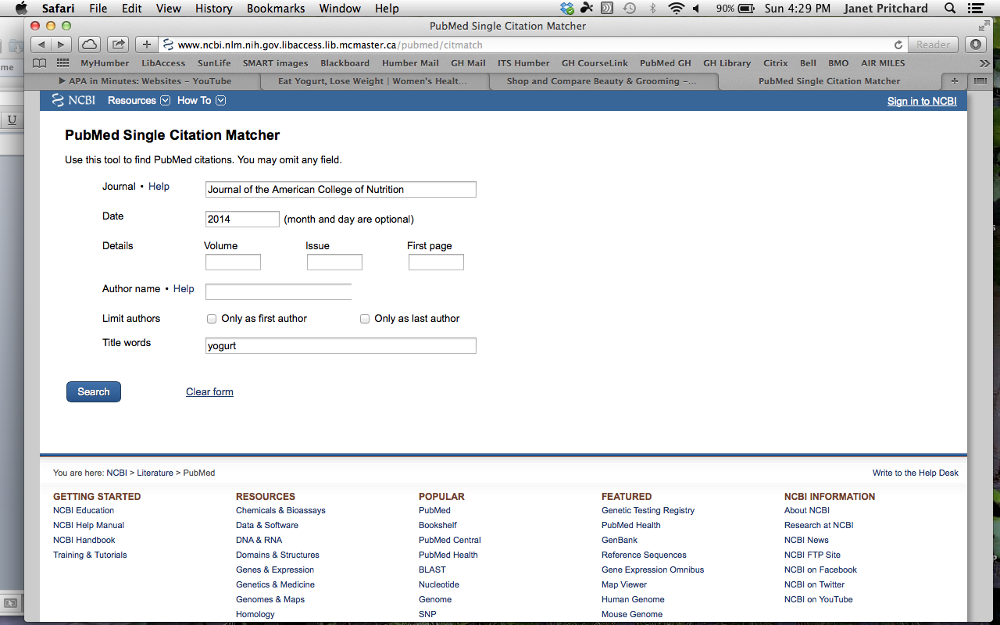 Safari File Edit View History Bookmarks Window Help 90% Sun 4:29 PM Janet Pritchard
PubMed Single Citation Matcher
www.ncbi.nlm.nih.gov.libaccess.lib.mcmaster.ca/pubmed/citmatch Reader
MyHumber LibAccess SunLife SMART images Blackboard Humber Mail GH Mail ITS Humber GH CourseLink PubMed GH GH Library Citrix Bell BMO AIR MILES
me
▶ APA in Minutes: Websites – YouTube Eat Yogurt, Lose Weight | Women's Healt... Shop and Compare Beauty & Grooming –... PubMed Single Citation Matcher +
NCBI Resources How To Sign in to NCBI
U
PubMed Single Citation Matcher
Use this tool to find PubMed citations. You may omit any field.
Journal • Help Journal of the American College of Nutrition
Date 2014 (month and day are optional)
Details Volume Issue First page
Author name • Help
Limit authors Only as first author Only as last author
Title words yogurt
Search Clear form
You are here: NCBI > Literature > PubMed Write to the Help Desk
GETTING STARTED RESOURCES POPULAR FEATURED NCBI INFORMATION
NCBI Education Chemicals & Bioassays PubMed Genetic Testing Registry About NCBI
NCBI Help Manual Data & Software Bookshelf PubMed Health Research at NCBI
NCBI Handbook DNA & RNA PubMed Central GenBank NCBI News
Training & Tutorials Domains & Structures PubMed Health Reference Sequences NCBI FTP Site
Genes & Expression BLAST Gene Expression Omnibus NCBI on Facebook
Genetics & Medicine Nucleotide Map Viewer NCBI on Twitter
Genomes & Maps Genome Human Genome NCBI on YouTube
Homology SNP Mouse Genome